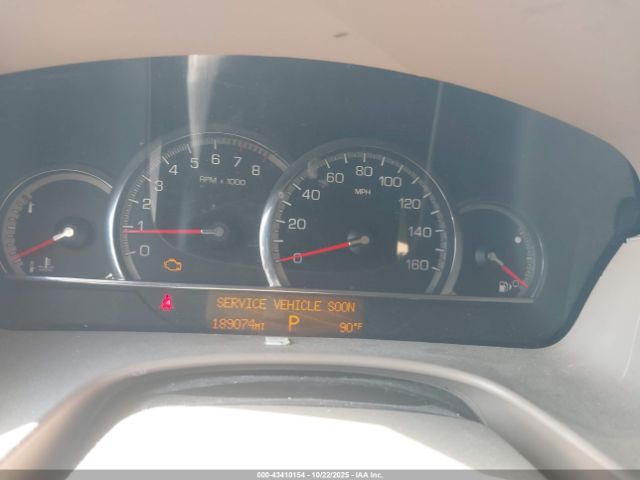 0 1 2 3 4 5 6 7 8
RPM x 1000
0 20 40 60 80 100 120 140 160
MPH
SERVICE VEHICLE SOON
189074MI P 90°F
000-43410154 - 10/22/2025 - IAA Inc.